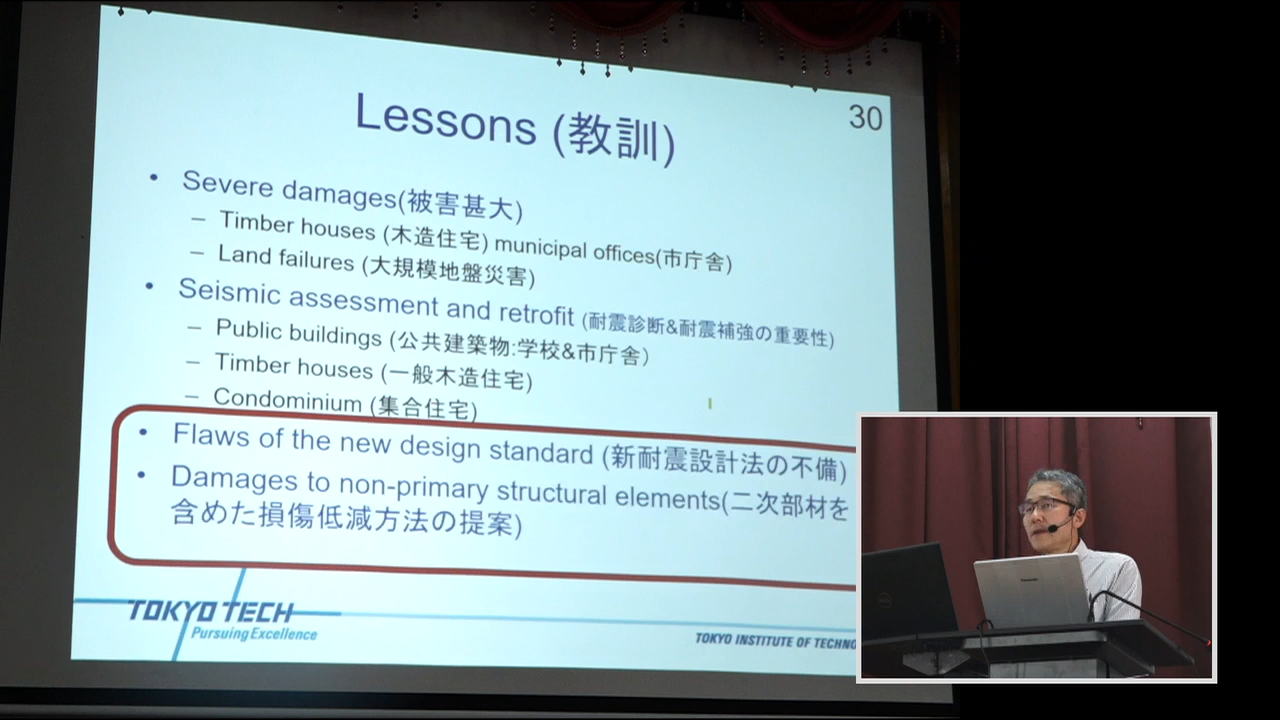 30
Lessons (教訓)
• Severe damages(被害甚大)
– Timber houses (木造住宅) municipal offices(市庁舎)
– Land failures (大規模地盤災害)
• Seismic assessment and retrofit (耐震診断&耐震補強の重要性)
– Public buildings (公共建築物:学校&市庁舎)
– Timber houses (一般木造住宅)
– Condominium (集合住宅)
• Flaws of the new design standard (新耐震設計法の不備)
• Damages to non-primary structural elements(二次部材を
含めた損傷低減方法の提案)
TOKYO TECH
Pursuing Excellence
TOKYO INSTITUTE OF TECHNO
Panasonic
DELL